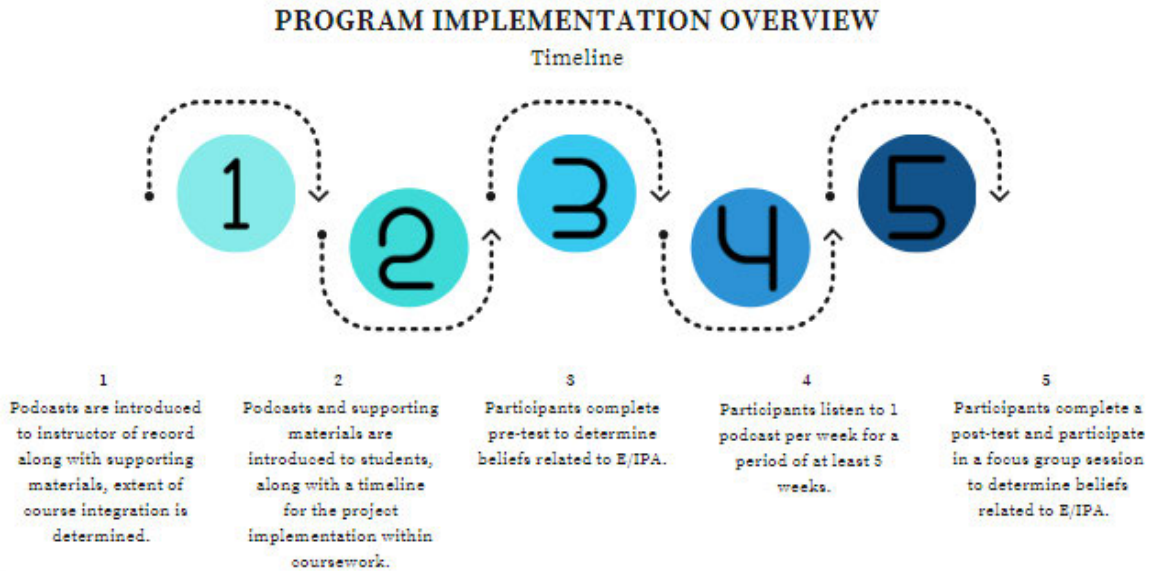 PROGRAM IMPLEMENTATION OVERVIEW
Timeline
1
2
3
4
5
1
Podcasts are introduced
to instructor of record
along with supporting
materials, extent of
course integration is
determined.
2
Podcasts and supporting
materials are
introduced to students,
along with a timeline
for the project
implementation within
coursework.
3
Participants complete
pre-test to determine
beliefs related to E/IPA.
4
Participants listen to 1
podcast per week for a
period of at least 5
weeks.
5
Participants complete a
post-test and participate
in a focus group session
to determine beliefs
related to E/IPA.